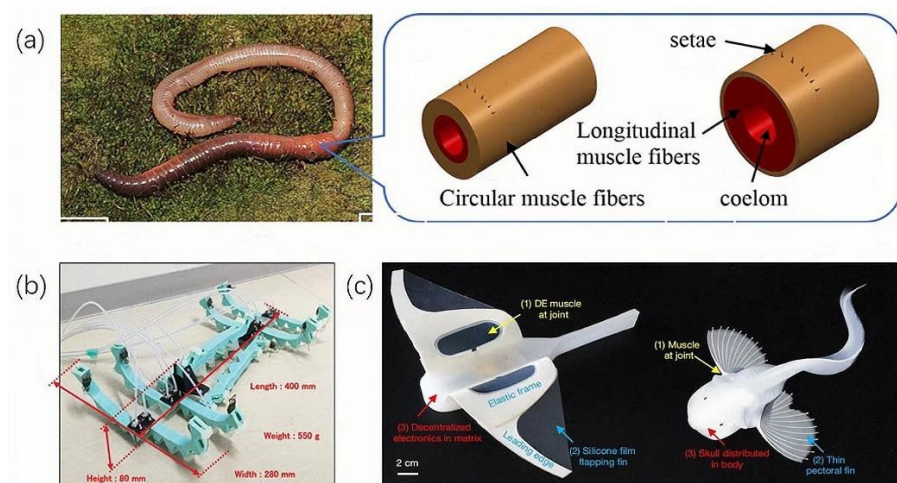 (a)
setae
Longitudinal
muscle fibers
Circular muscle fibers
coelom
(b)
Length : 400 mm
Weight : 550 g
Width : 280 mm
Height : 80 mm
(c)
(1) DE muscle
at joint
Elastic frame
(3) Decentralized
electronics in matrix
Leading edge
(2) Silicone film
flapping fin
2 cm
(1) Muscle
at joint
(3) Skull distributed
in body
(2) Thin
pectoral fin